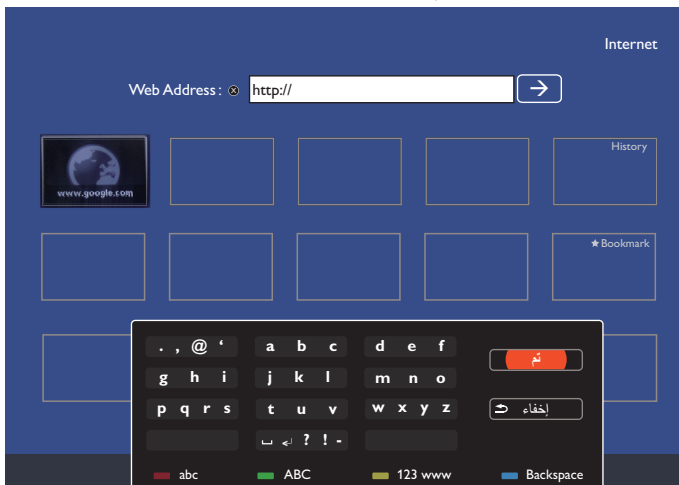 Internet
Web Address : http://
www.google.com
History
★ Bookmark
. , @ ‘ a b c d e f
تم
g h i j k l m n o
p q r s t u v w x y z
إخفاء
␣ ↲ ? ! -
abc ABC 123 www Backspace